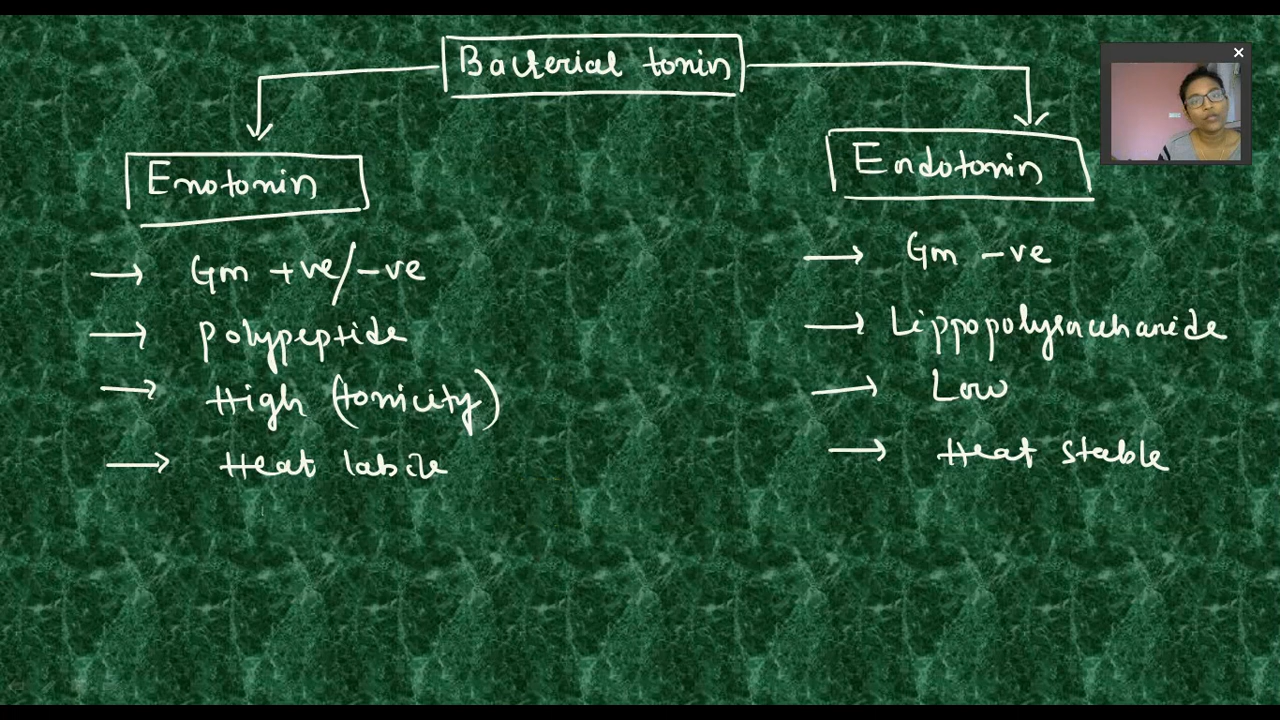 Bacterial toxin
Exotoxin
Endotoxin
Gm +ve/-ve
Polypeptide
High (toxicity)
Heat labile
Gm -ve
Lippopolysaccharide
Low
Heat stable